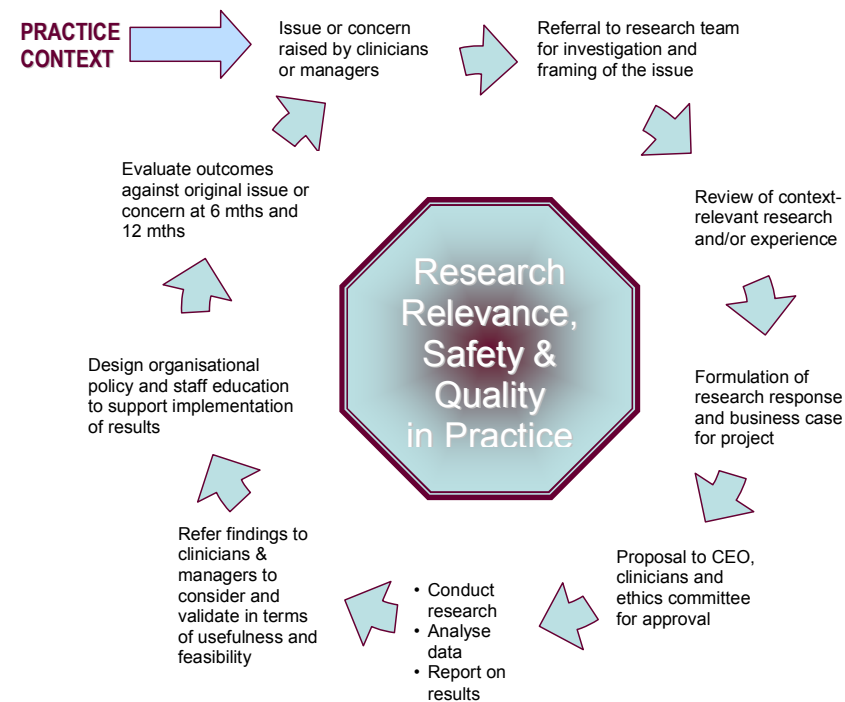 PRACTICE
CONTEXT
Issue or concern
raised by clinicians
or managers
Referral to research team
for investigation and
framing of the issue
Review of context-
relevant research
and/or experience
Formulation of
research response
and business case
for project
Proposal to CEO,
clinicians and
ethics committee
for approval
• Conduct
research
• Analyse
data
• Report on
results
Refer findings to
clinicians &
managers to
consider and
validate in terms
of usefulness and
feasibility
Design organisational
policy and staff education
to support implementation
of results
Evaluate outcomes
against original issue or
concern at 6 mths and
12 mths
Research
Relevance,
Safety &
Quality
in Practice